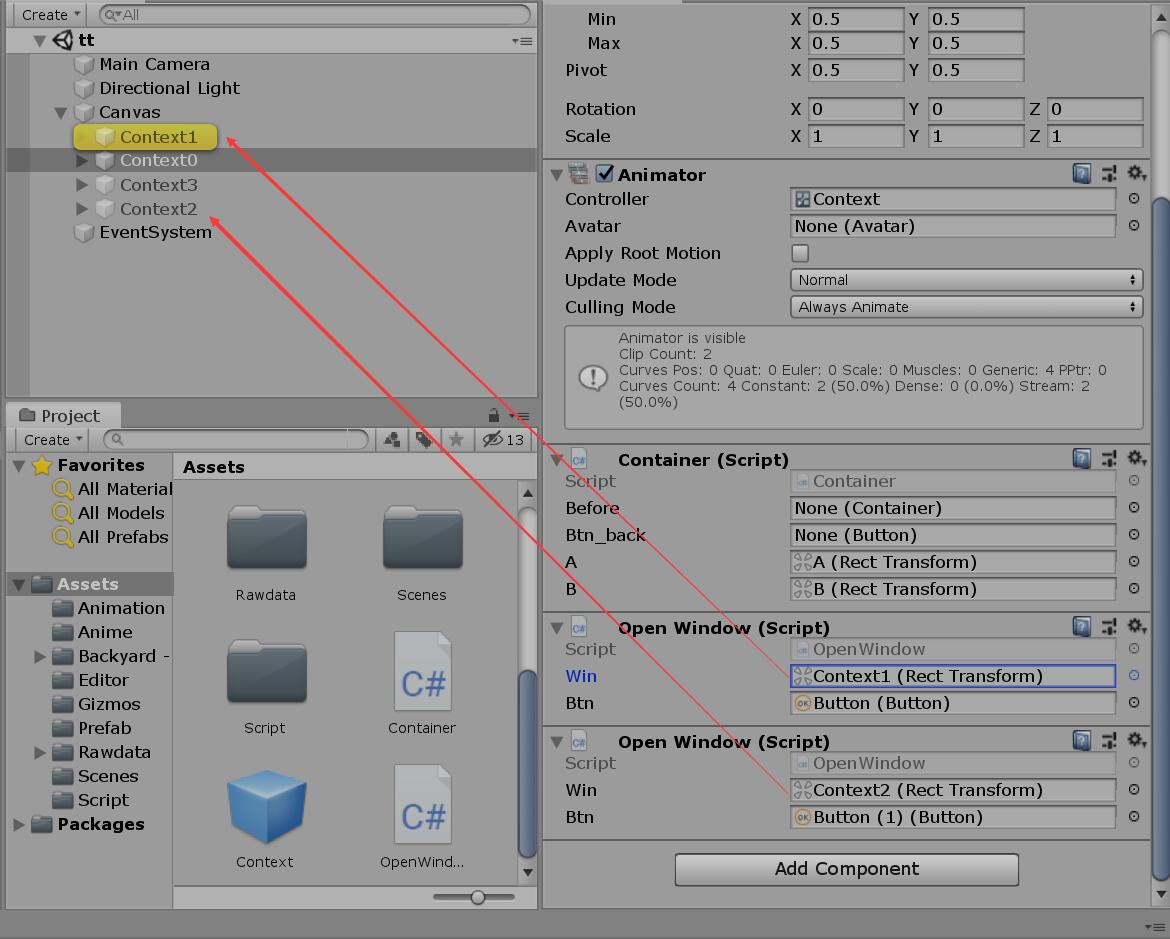 Create
All
tt
Main Camera
Directional Light
Canvas
Context1
Context0
Context3
Context2
EventSystem
Project
Create
13
Favorites
All Material
All Models
All Prefabs
Assets
Animation
Anime
Backyard -
Editor
Gizmos
Prefab
Rawdata
Scenes
Script
Packages
Assets
Rawdata
Scenes
C#
Script
Container
C#
Context
OpenWind...
Min X 0.5 Y 0.5
Max X 0.5 Y 0.5
Pivot X 0.5 Y 0.5
Rotation X 0 Y 0 Z 0
Scale X 1 Y 1 Z 1
Animator
Controller Context
Avatar None (Avatar)
Apply Root Motion
Update Mode Normal
Culling Mode Always Animate
Animator is visible
Clip Count: 2
Curves Pos: 0 Quat: 0 Euler: 0 Scale: 0 Muscles: 0 Generic: 4 PPtr: 0
Curves Count: 4 Constant: 2 (50.0%) Dense: 0 (0.0%) Stream: 2
(50.0%)
C# Container (Script)
Script Container
Before None (Container)
Btn_back None (Button)
A A (Rect Transform)
B B (Rect Transform)
C# Open Window (Script)
Script OpenWindow
Win Context1 (Rect Transform)
Btn OK Button (Button)
C# Open Window (Script)
Script OpenWindow
Win Context2 (Rect Transform)
Btn OK Button (1) (Button)
Add Component